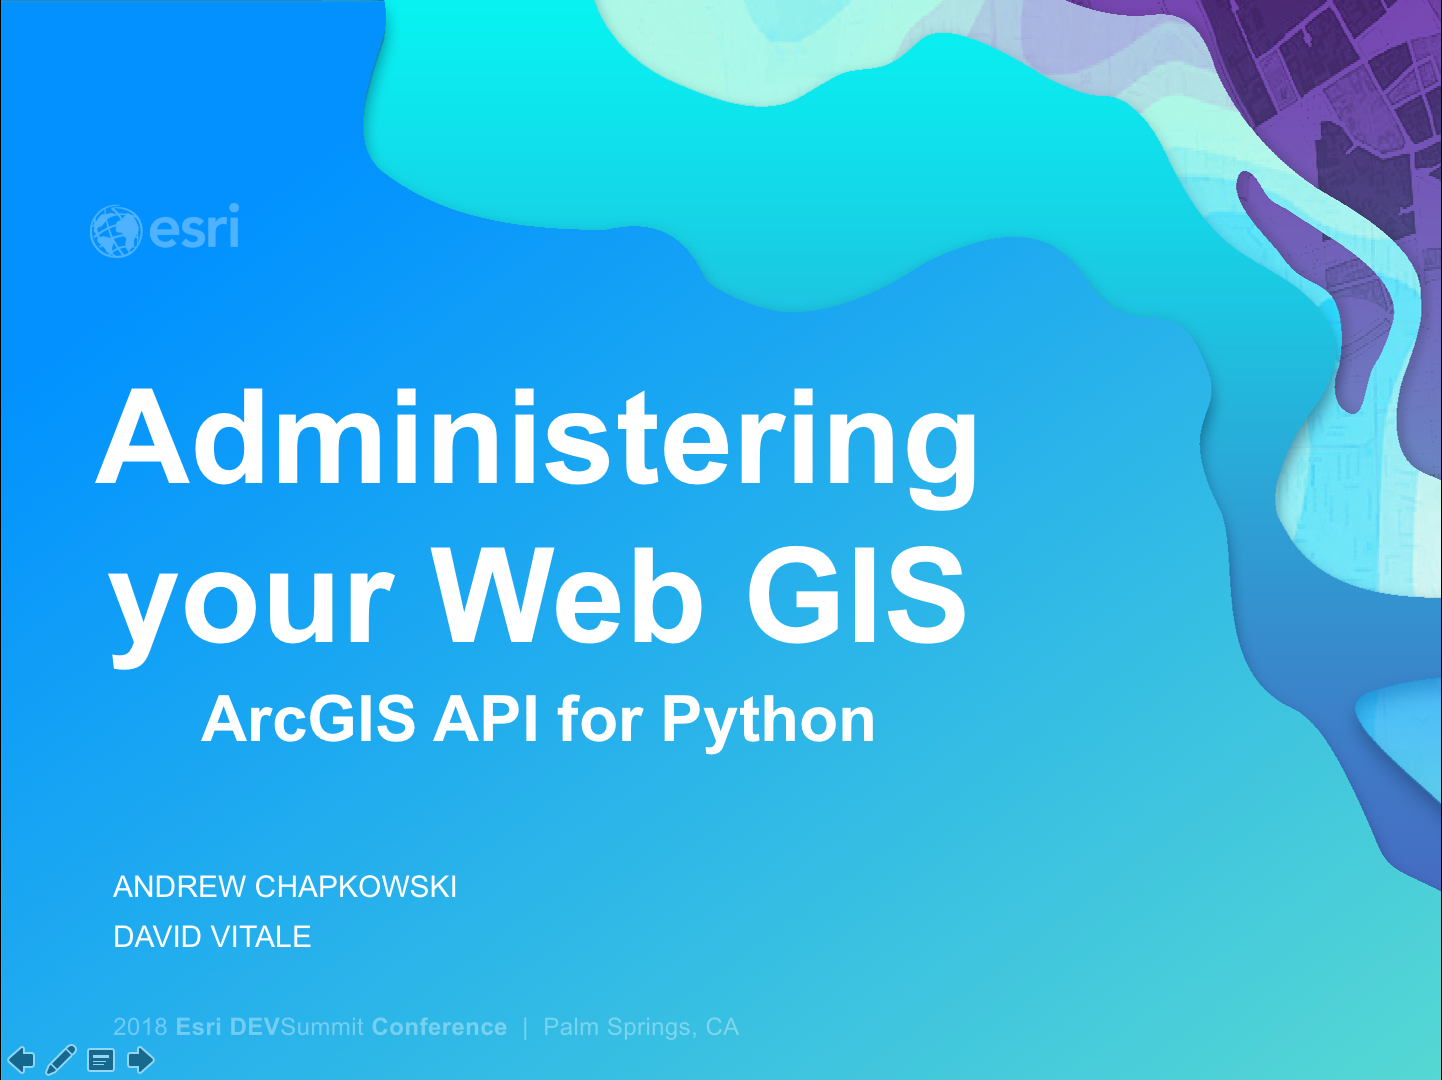 esri
Administering
your Web GIS
ArcGIS API for Python
ANDREW CHAPKOWSKI
DAVID VITALE
2018 Esri DEVSummit Conference | Palm Springs, CA